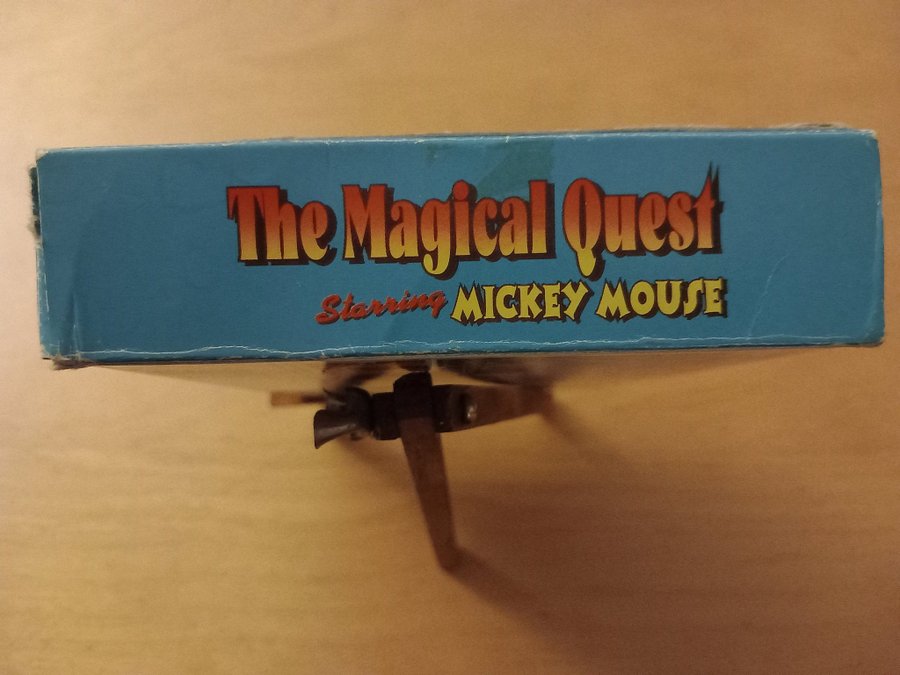 The Magical Quest
Starring MICKEY MOUSE